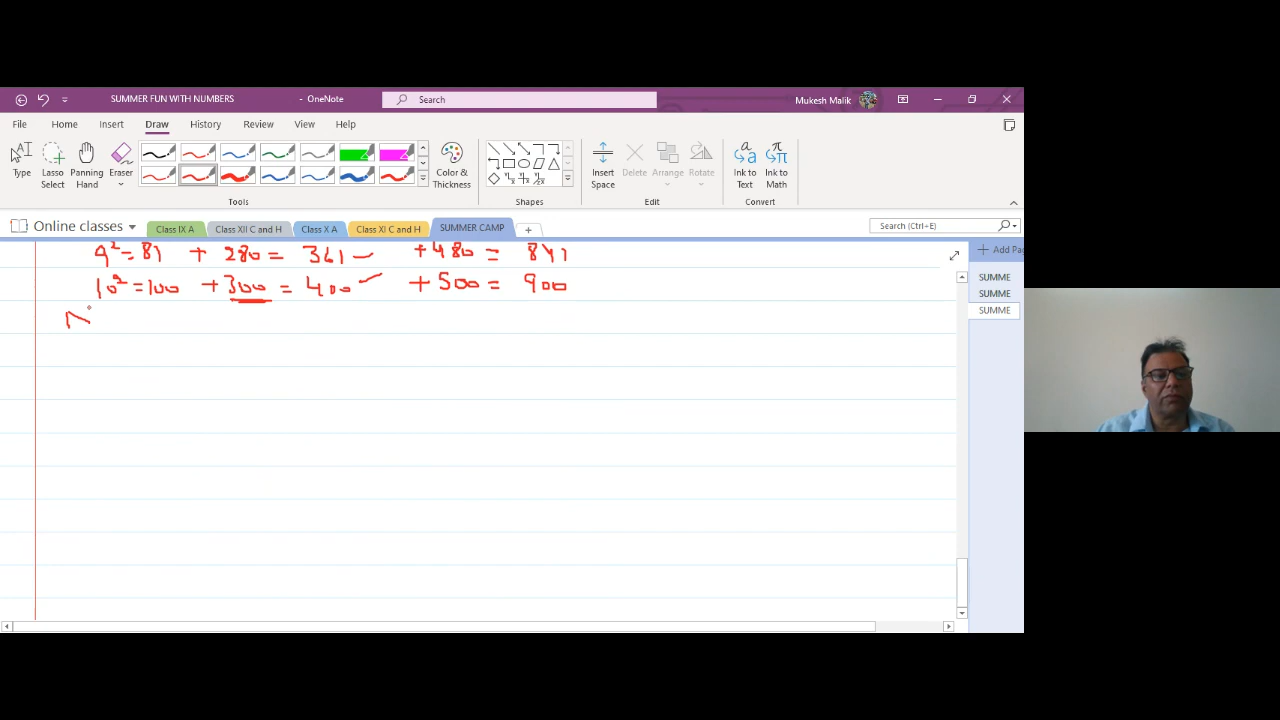 SUMMER FUN WITH NUMBERS - OneNote Search Mukesh Malik
File Home Insert Draw History Review View Help
Type Lasso Select Panning Hand Eraser Color & Thickness Insert Space Delete Arrange Rotate Ink to Text Ink to Math
Tools Shapes Edit Convert
Online classes Class IX A Class XII C and H Class X A Class XI C and H SUMMER CAMP + Search (Ctrl+E)
9² = 81 + 280 = 361 + 480 = 841
Add Pag
10² = 100 + 300 = 400 + 500 = 900
SUMME
SUMME
SUMME
N